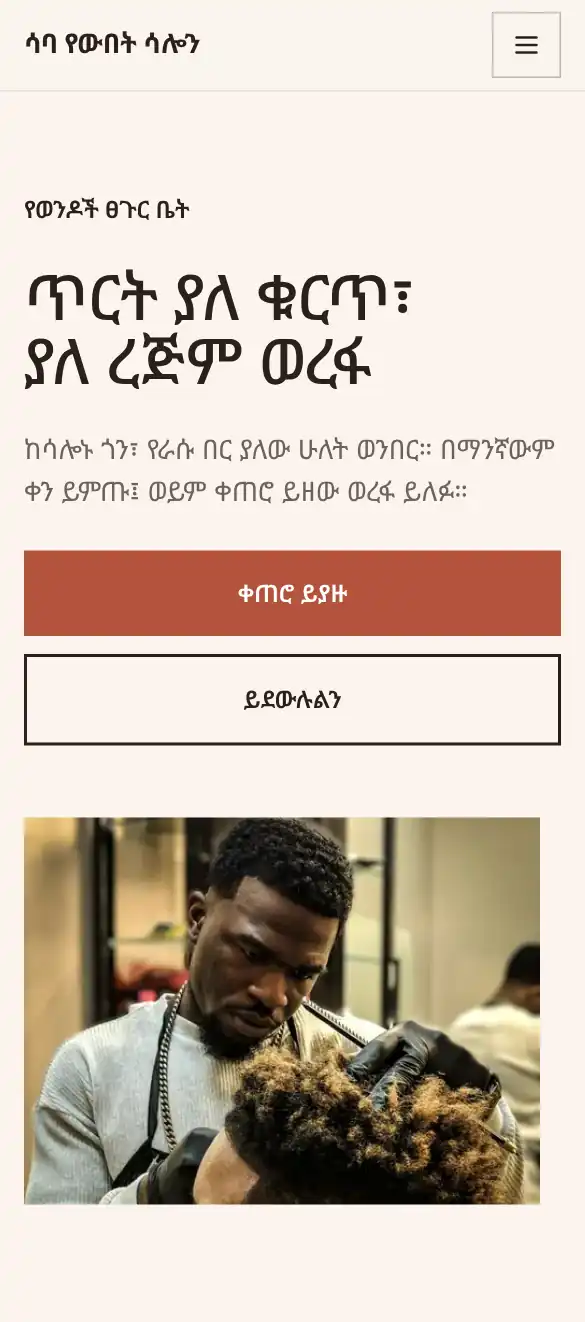 ሳባ የውበት ሳሎን
የወንዶች ፀጉር ቤት
ጥርት ያለ ቁርጥ፣
ያለ ረጅም ወረፋ
ከሳሎኑ ጎን፣ የራሱ በር ያለው ሁለት ወንበር። በማንኛውም
ቀን ይምጡ፤ ወይም ቀጠሮ ይዘው ወረፋ ይለፉ።
ቀጠሮ ይያዙ
ይደውሉልን